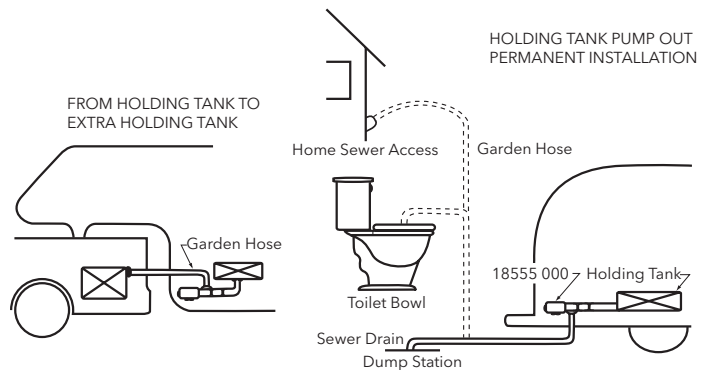 HOLDING TANK PUMP OUT
PERMANENT INSTALLATION
FROM HOLDING TANK TO
EXTRA HOLDING TANK
Home Sewer Access
Garden Hose
Garden Hose
18555 000
Holding Tank
Toilet Bowl
Sewer Drain
Dump Station